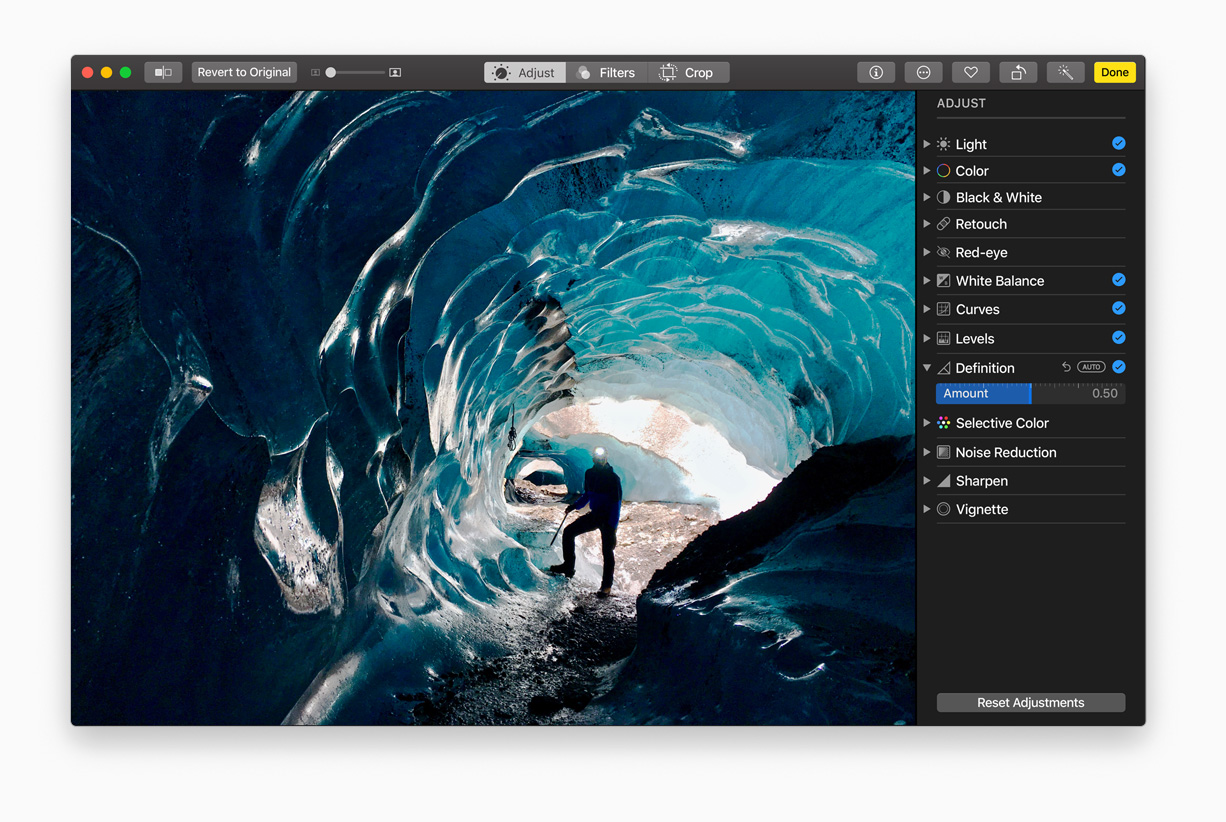 Revert to Original
Adjust
Filters
Crop
Done
ADJUST
Light
Color
Black & White
Retouch
Red-eye
White Balance
Curves
Levels
Definition AUTO
Amount 0.50
Selective Color
Noise Reduction
Sharpen
Vignette
Reset Adjustments